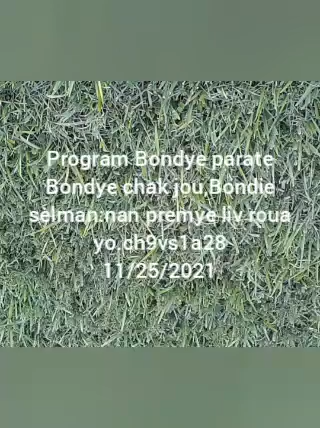 Program Bondye parate
Bondye chak jou,Bondie
selman.nan premye liv roua
yo.ch9vs1a28
11/25/2021